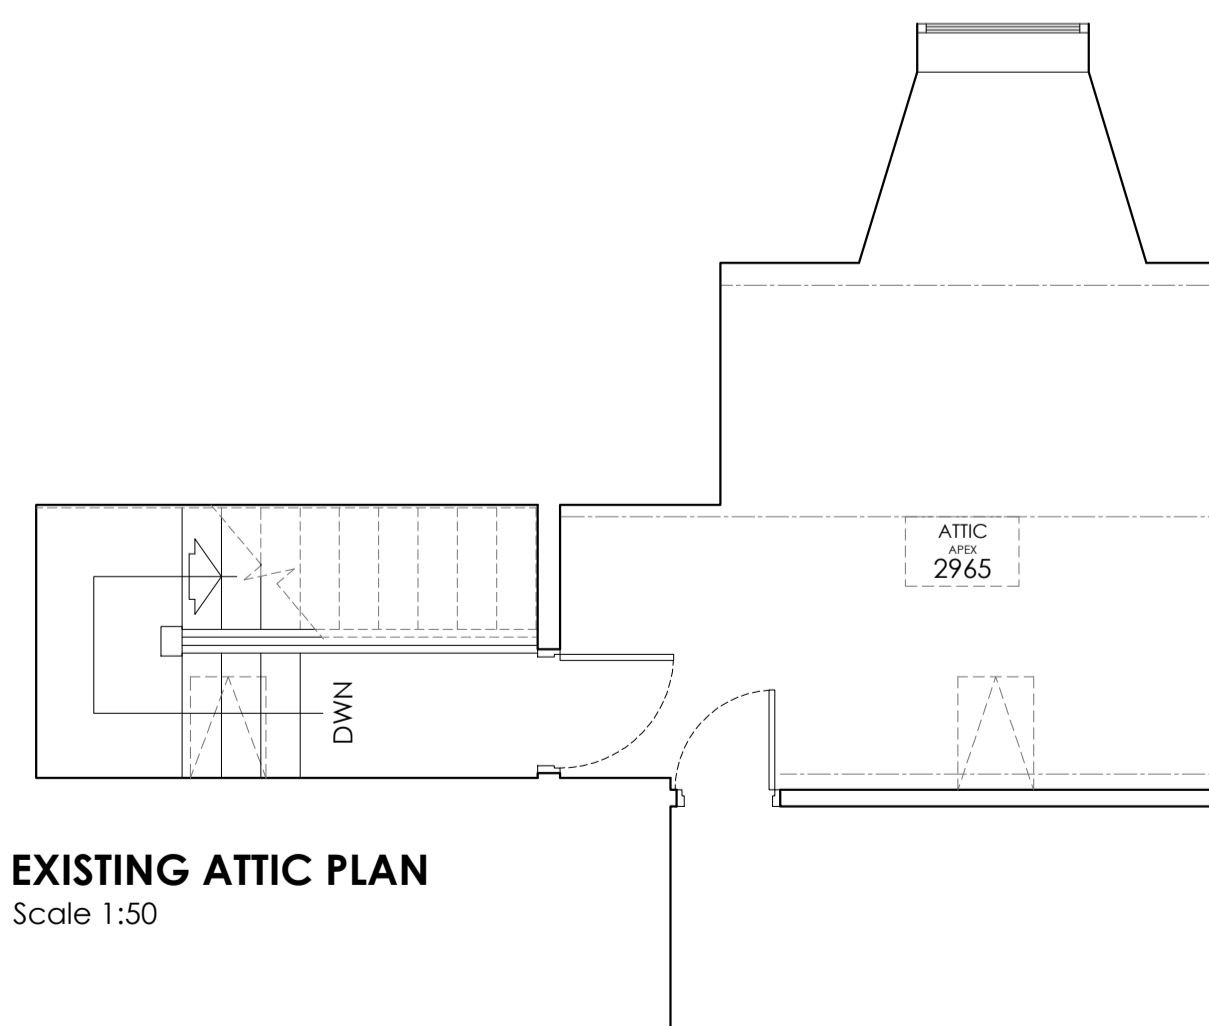 ATTIC
APEX
2965
DWN
EXISTING ATTIC PLAN
Scale 1:50